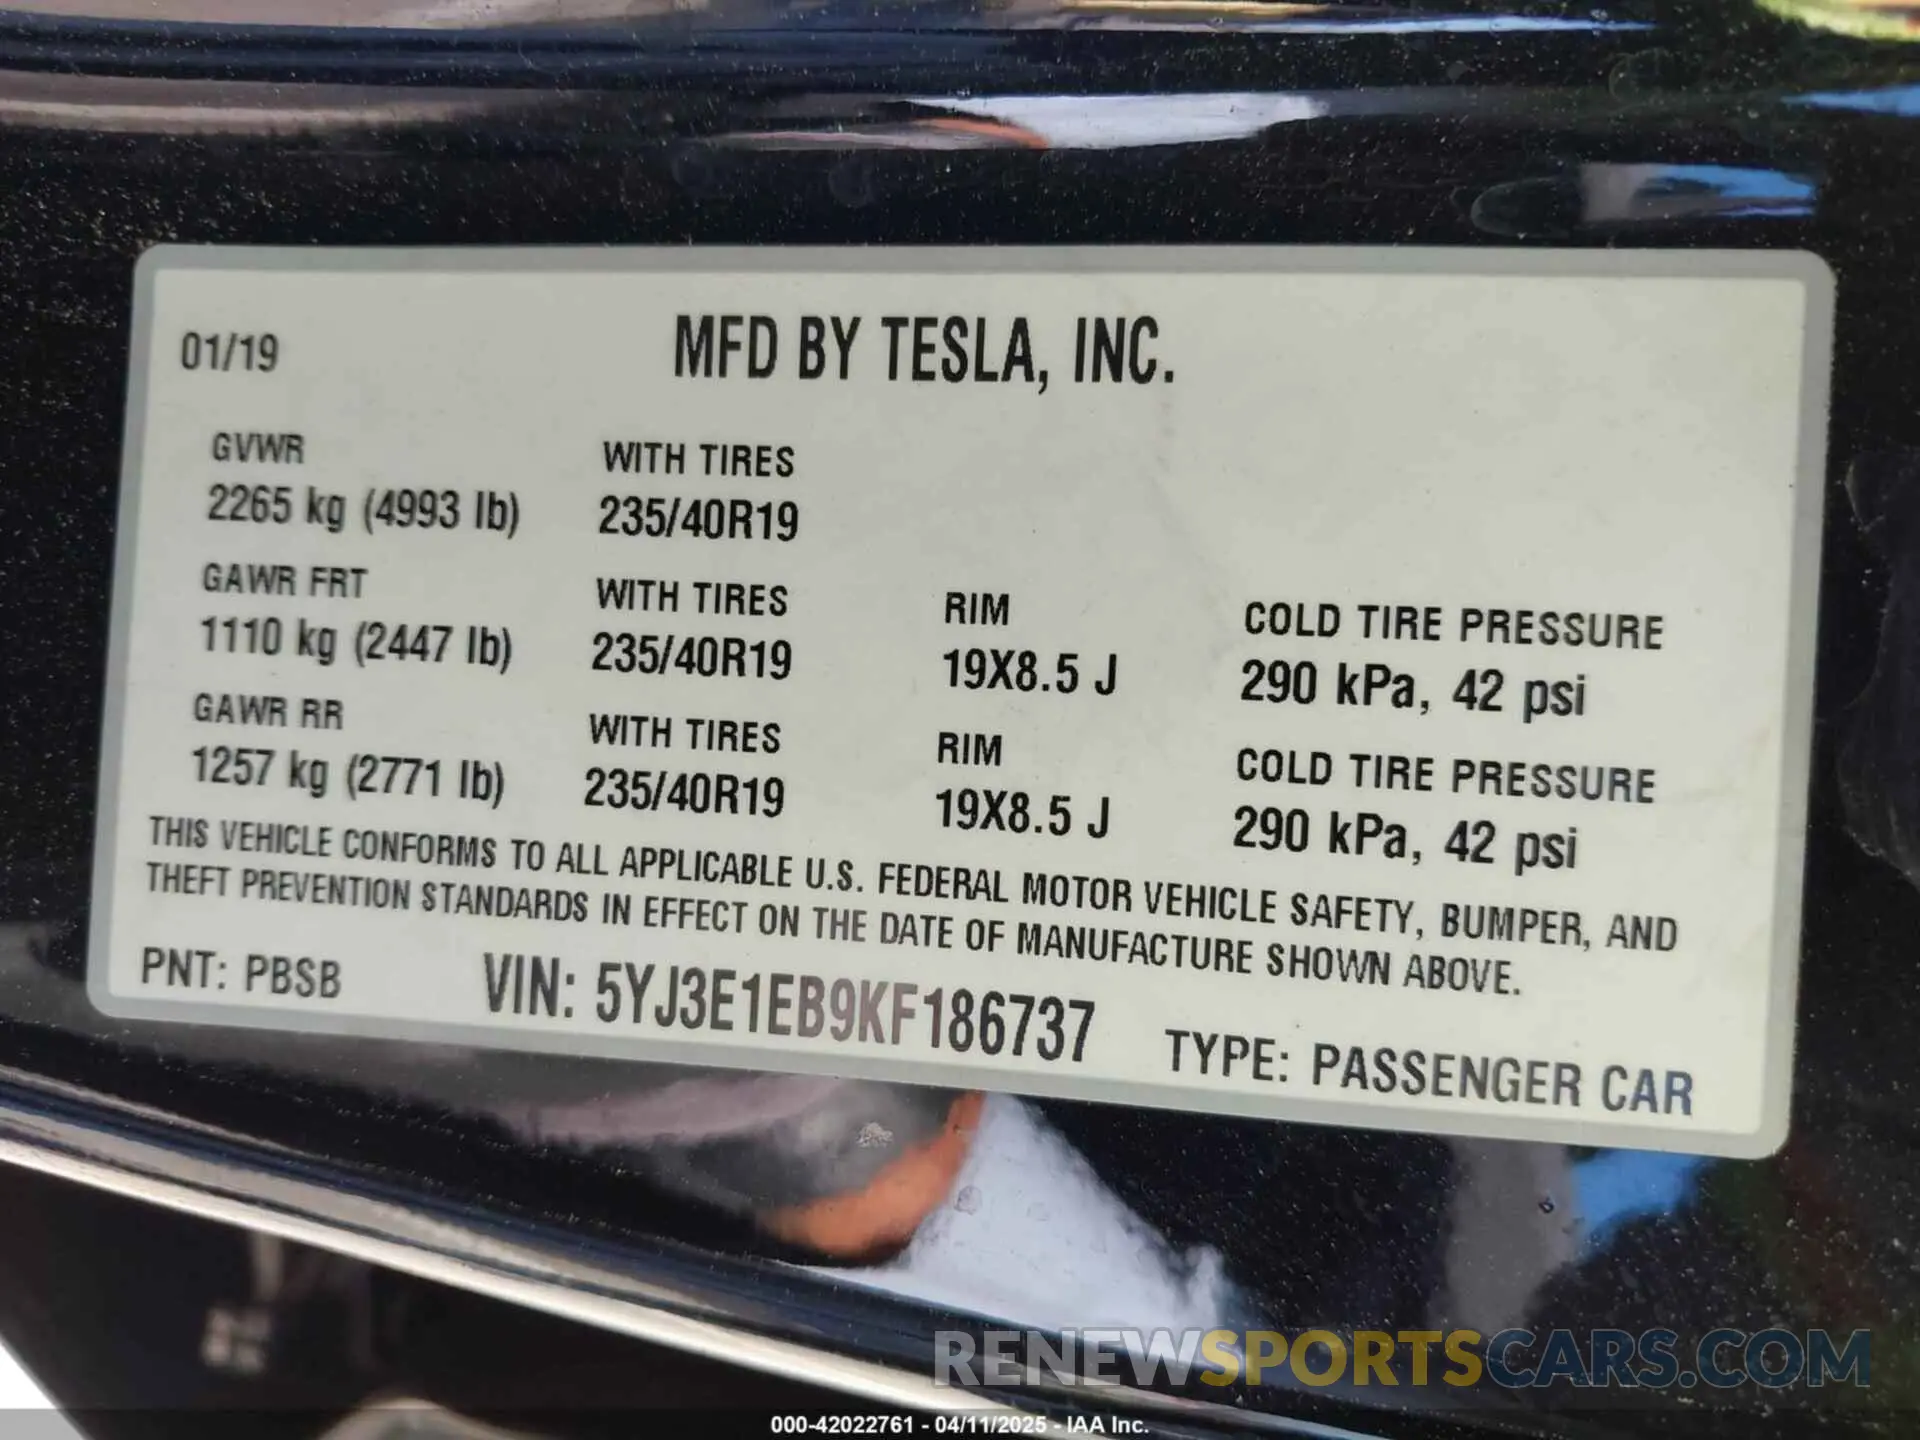 01/19 MFD BY TESLA, INC.
GVWR WITH TIRES
2265 kg (4993 lb) 235/40R19
GAWR FRT WITH TIRES RIM COLD TIRE PRESSURE
1110 kg (2447 lb) 235/40R19 19X8.5 J 290 kPa, 42 psi
GAWR RR WITH TIRES RIM COLD TIRE PRESSURE
1257 kg (2771 lb) 235/40R19 19X8.5 J 290 kPa, 42 psi
THIS VEHICLE CONFORMS TO ALL APPLICABLE U.S. FEDERAL MOTOR VEHICLE SAFETY, BUMPER, AND
THEFT PREVENTION STANDARDS IN EFFECT ON THE DATE OF MANUFACTURE SHOWN ABOVE.
PNT: PBSB VIN: 5YJ3E1EB9KF186737 TYPE: PASSENGER CAR
RENEWSPORTSCARS.COM
000-42022761 - 04/11/2025 - IAA Inc.